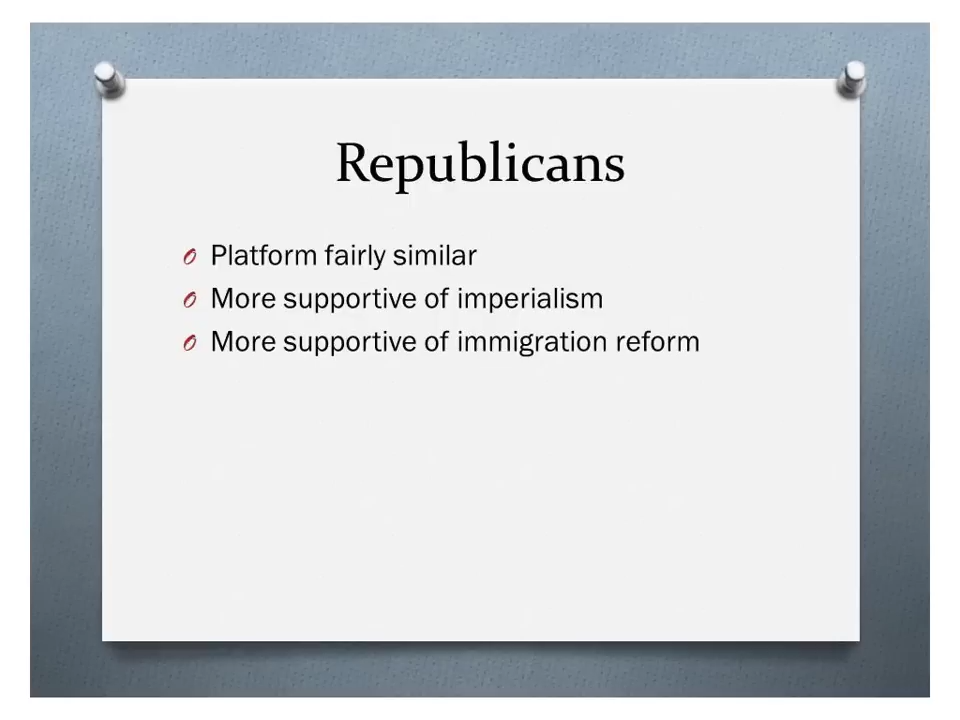 Republicans
Platform fairly similar
More supportive of imperialism
More supportive of immigration reform